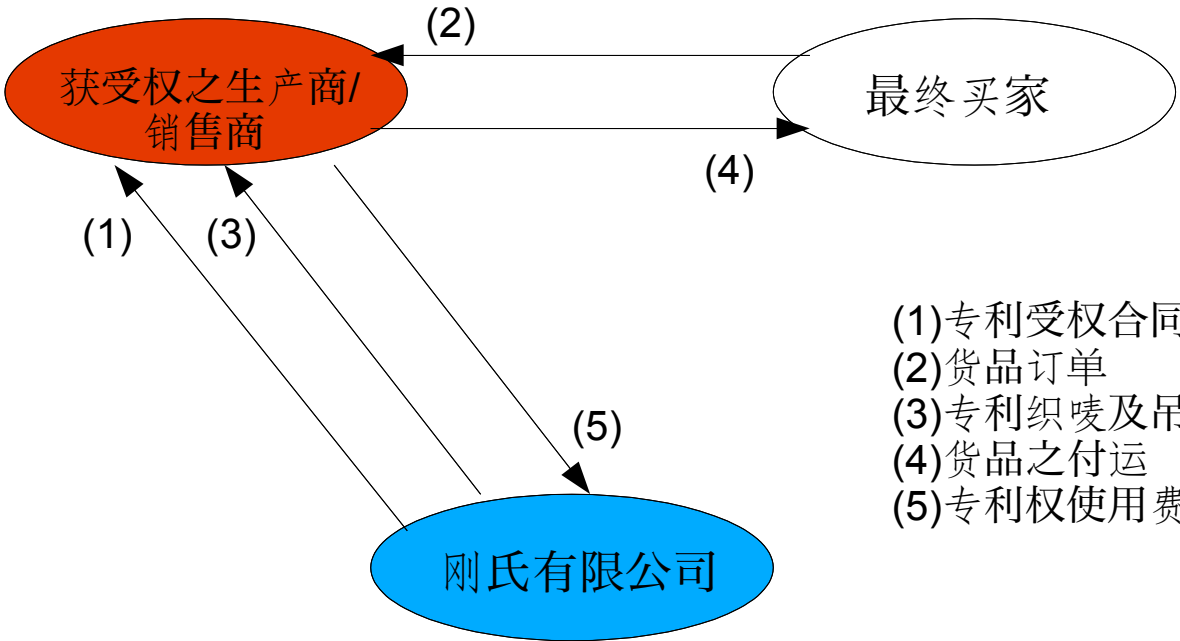 (2)
获受权之生产商/
销售商
最终买家
(4)
(1)
(3)
(1)专利受权合同
(2)货品订单
(3)专利织唛及吊
(4)货品之付运
(5)专利权使用费
(5)
刚氏有限公司